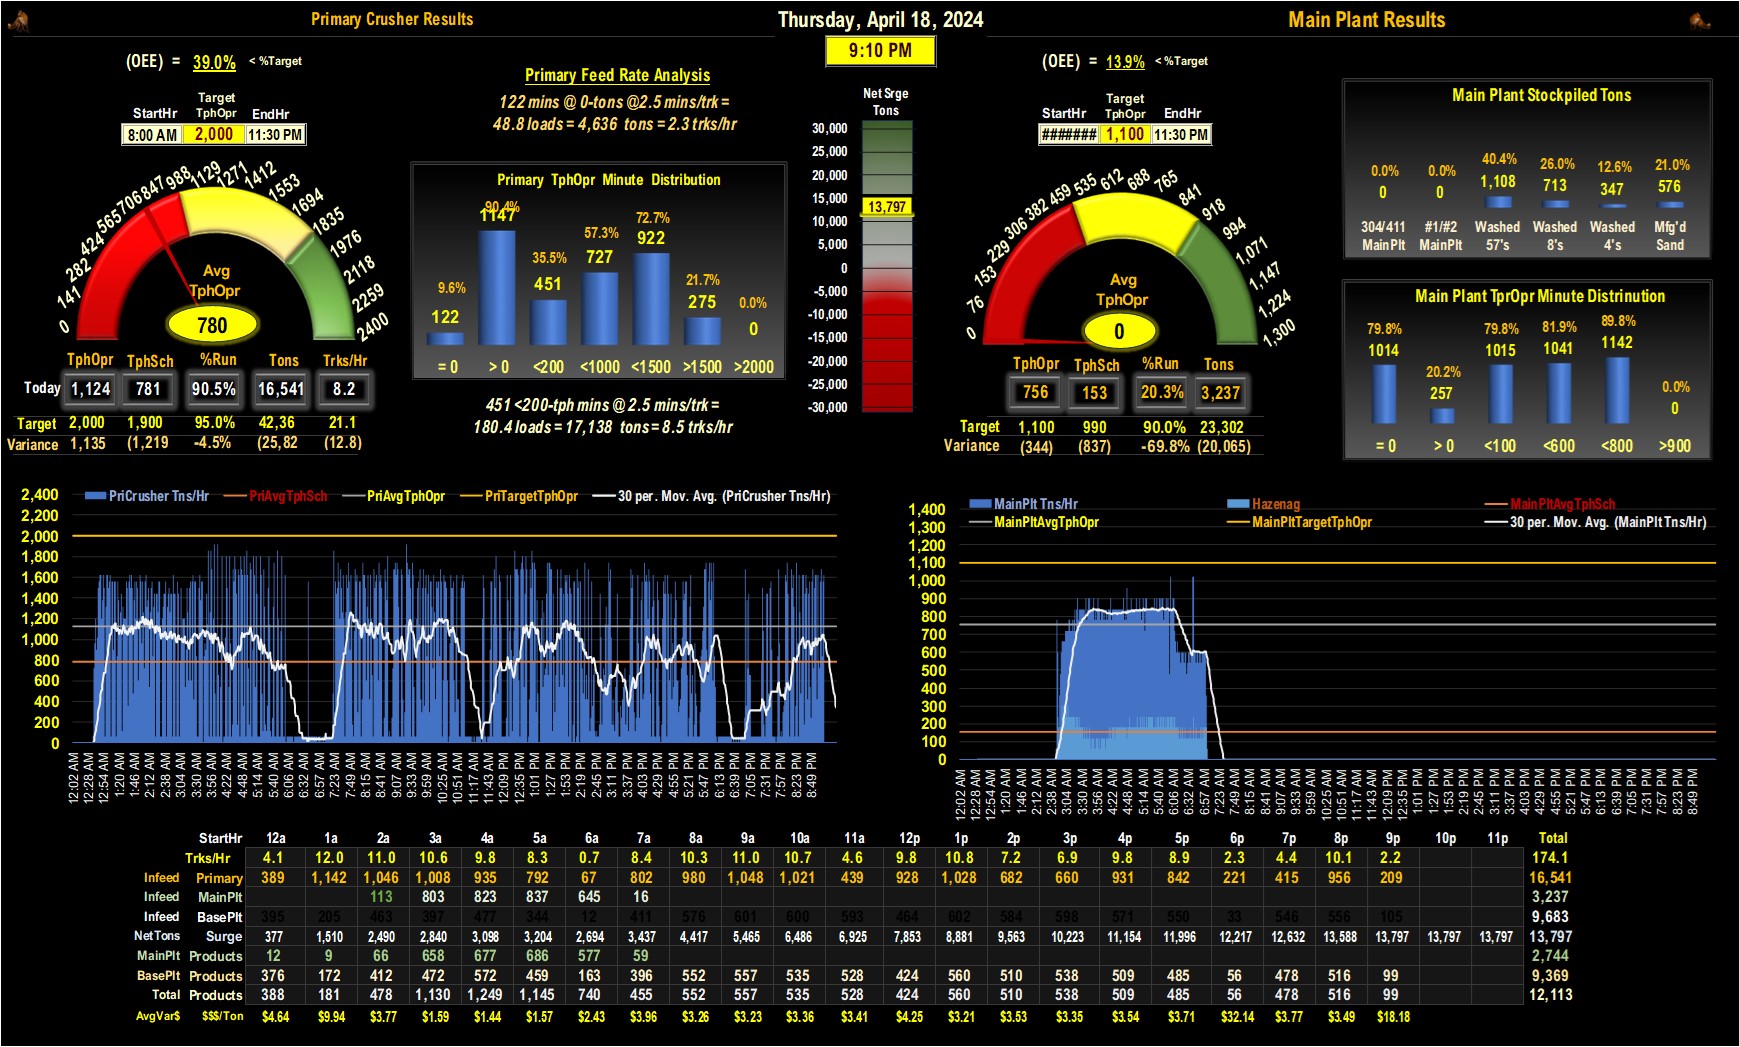 Primary Crusher Results
Thursday, April 18, 2024
Main Plant Results
9:10 PM
(OEE) = 39.0% < %Target
Target
StartHr TphOpr EndHr
8:00 AM 2,000 11:30 PM
0 141 282 424 565 706 847 988 1129 1271 1412 1553 1694 1835 1976 2118 2259 2400
Avg
TphOpr
780
TphOpr TphSch %Run Tons Trks/Hr
Today 1,124 781 90.5% 16,541 8.2
Target 2,000 1,900 95.0% 42,36 21.1
Variance 1,135 (1,219 -4.5% (25,82 (12.8)
Primary Feed Rate Analysis
122 mins @ 0-tons @2.5 mins/trk =
48.8 loads = 4,636 tons = 2.3 trks/hr
Primary TphOpr Minute Distribution
9.6% 90.4% 35.5% 57.3% 72.7% 21.7% 0.0%
122 1147 451 727 922 275 0
= 0 > 0 <200 <1000 <1500 >1500 >2000
451 <200-tph mins @ 2.5 mins/trk =
180.4 loads = 17,138 tons = 8.5 trks/hr
Net Srge
Tons
30,000
25,000
20,000
15,000
13,797
10,000
5,000
0
-5,000
-10,000
-15,000
-20,000
-25,000
-30,000
(OEE) = 13.9% < %Target
Target
StartHr TphOpr EndHr
####### 1,100 11:30 PM
0 76 153 229 306 382 459 535 612 688 765 841 918 994 1,071 1,147 1,224 1,300
Avg
TphOpr
0
TphOpr TphSch %Run Tons
756 153 20.3% 3,237
Target 1,100 990 90.0% 23,302
Variance (344) (837) -69.8% (20,065)
Main Plant Stockpiled Tons
0.0% 0.0% 40.4% 26.0% 12.6% 21.0%
0 0 1,108 713 347 576
304/411 #1/#2 Washed Washed Washed Mfg'd
MainPlt MainPlt 57's 8's 4's Sand
Main Plant TprOpr Minute Distrinution
79.8% 20.2% 79.8% 81.9% 89.8% 0.0%
1014 257 1015 1041 1142 0
= 0 > 0 <100 <600 <800 >900
PriCrusher Tns/Hr PriAvgTphSch PriAvgTphOpr PriTargetTphOpr 30 per. Mov. Avg. (PriCrusher Tns/Hr)
2,400
2,200
2,000
1,800
1,600
1,400
1,200
1,000
800
600
400
200
0
12:02 AM 12:28 AM 12:54 AM 1:20 AM 1:46 AM 2:12 AM 2:38 AM 3:04 AM 3:30 AM 3:56 AM 4:22 AM 4:48 AM 5:14 AM 5:40 AM 6:06 AM 6:32 AM 6:57 AM 7:23 AM 7:49 AM 8:15 AM 8:41 AM 9:07 AM 9:33 AM 9:59 AM 10:25 AM 10:51 AM 11:17 AM 11:43 AM 12:09 PM 12:35 PM 1:01 PM 1:27 PM 1:53 PM 2:19 PM 2:45 PM 3:11 PM 3:37 PM 4:03 PM 4:29 PM 4:55 PM 5:21 PM 5:47 PM 6:13 PM 6:39 PM 7:05 PM 7:31 PM 7:57 PM 8:23 PM 8:49 PM
MainPlt Tns/Hr Hazenag MainPltAvgTphSch
MainPltAvgTphOpr MainPltTargetTphOpr 30 per. Mov. Avg. (MainPlt Tns/Hr)
1,400
1,300
1,200
1,100
1,000
900
800
700
600
500
400
300
200
100
0
12:02 AM 12:28 AM 12:54 AM 1:20 AM 1:46 AM 2:12 AM 2:38 AM 3:04 AM 3:30 AM 3:56 AM 4:22 AM 4:48 AM 5:14 AM 5:40 AM 6:06 AM 6:32 AM 6:57 AM 7:23 AM 7:49 AM 8:15 AM 8:41 AM 9:07 AM 9:33 AM 9:59 AM 10:25 AM 10:51 AM 11:17 AM 11:43 AM 12:09 PM 12:35 PM 1:01 PM 1:27 PM 1:53 PM 2:19 PM 2:45 PM 3:11 PM 3:37 PM 4:03 PM 4:29 PM 4:55 PM 5:21 PM 5:47 PM 6:13 PM 6:39 PM 7:05 PM 7:31 PM 7:57 PM 8:23 PM 8:49 PM
StartHr 12a 1a 2a 3a 4a 5a 6a 7a 8a 9a 10a 11a 12p 1p 2p 3p 4p 5p 6p 7p 8p 9p 10p 11p Total
Trks/Hr 4.1 12.0 11.0 10.6 9.8 8.3 0.7 8.4 10.3 11.0 10.7 4.6 9.8 10.8 7.2 6.9 9.8 8.9 2.3 4.4 10.1 2.2 174.1
Infeed Primary 389 1,142 1,046 1,008 935 792 67 802 980 1,048 1,021 439 928 1,028 682 660 931 842 221 415 956 209 16,541
Infeed MainPlt 113 803 823 837 645 16 3,237
Infeed BasePlt 395 205 463 397 477 344 12 411 576 601 600 593 464 602 584 598 571 550 33 546 556 105 9,683
NetTons Surge 377 1,510 2,490 2,840 3,098 3,204 2,694 3,437 4,417 5,465 6,486 6,925 7,853 8,881 9,563 10,223 11,154 11,996 12,217 12,632 13,588 13,797 13,797 13,797 13,797
MainPlt Products 12 9 66 658 677 686 577 59 2,744
BasePlt Products 376 172 412 472 572 459 163 396 552 557 535 528 424 560 510 538 509 485 56 478 516 99 9,369
Total Products 388 181 478 1,130 1,249 1,145 740 455 552 557 535 528 424 560 510 538 509 485 56 478 516 99 12,113
AvgVar$ $$$/Ton $4.64 $9.94 $3.77 $1.59 $1.44 $1.57 $2.43 $3.96 $3.26 $3.23 $3.36 $3.41 $4.25 $3.21 $3.53 $3.35 $3.54 $3.71 $32.14 $3.77 $3.49 $18.18